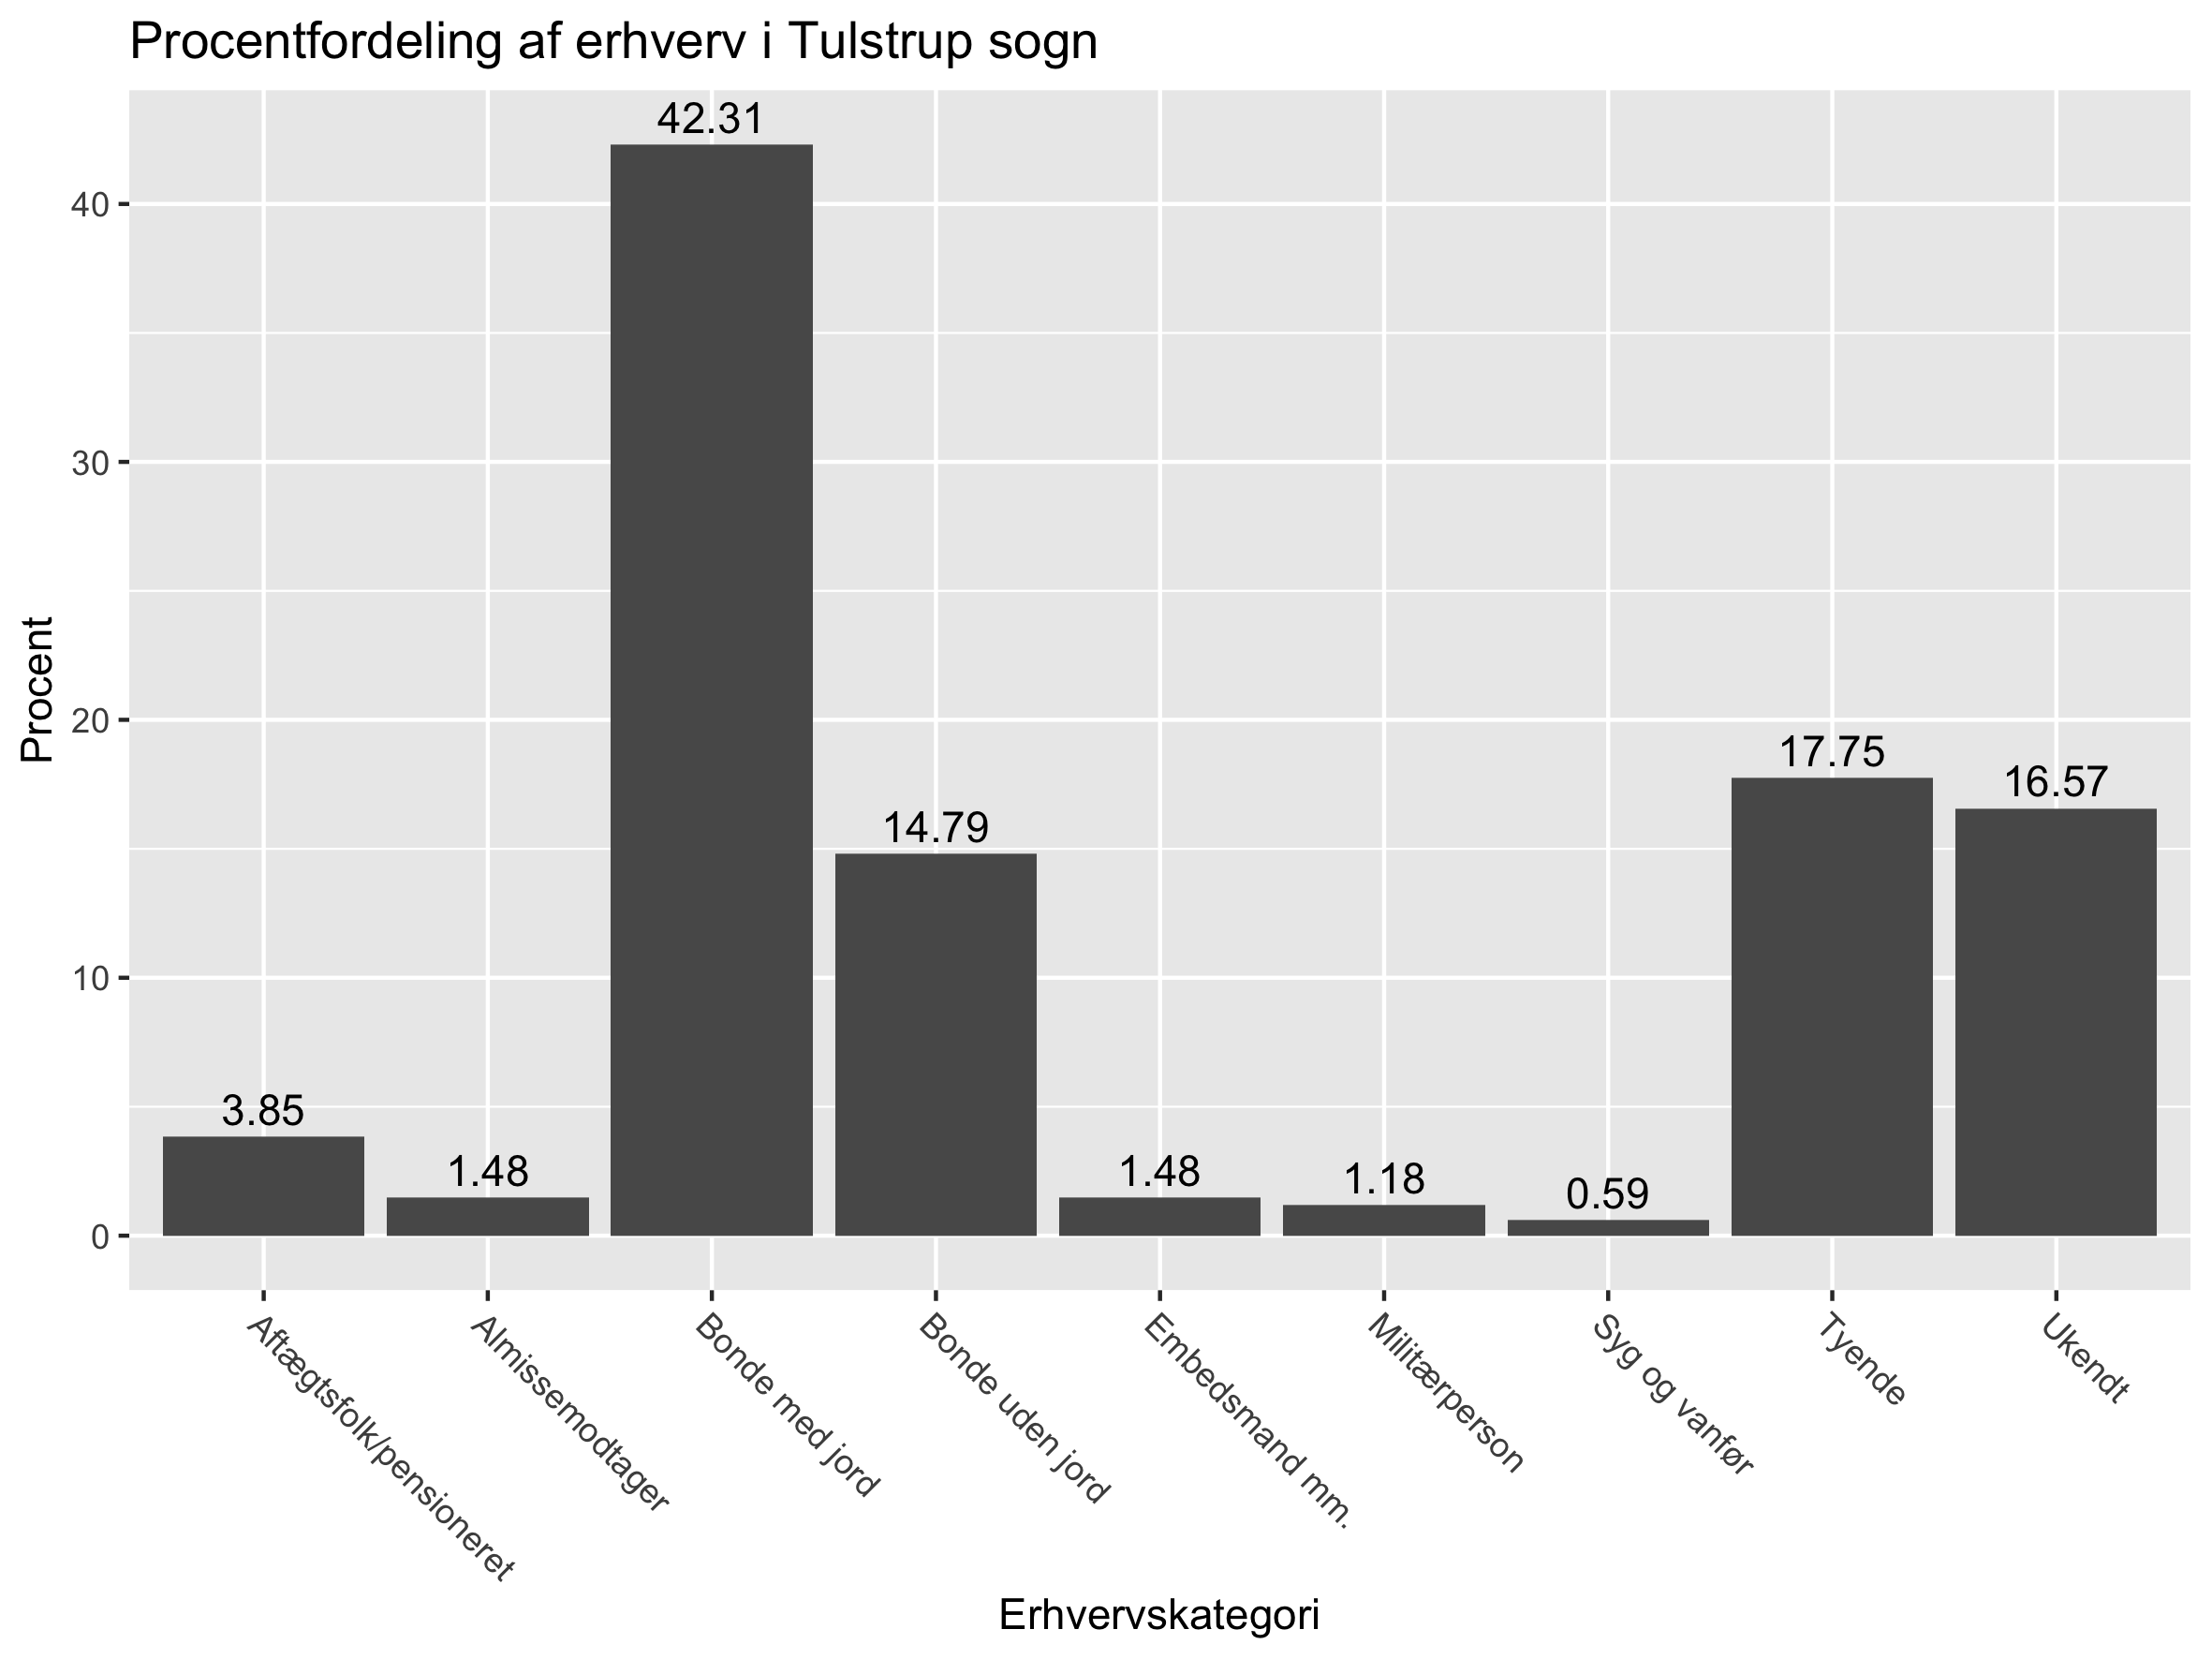 Procentfordeling af erhverv i Tulstrup sogn
42.31
40
30
Procent
20
17.75
16.57
14.79
10
3.85
1.48
1.48
1.18
0.59
0
Aftægtsfolk/pensioneret
Almissemodtager
Bonde med jord
Bonde uden jord
Embedsmand mm.
Militærperson
Syg og vanfør
Tyende
Ukendt
Erhvervskategori